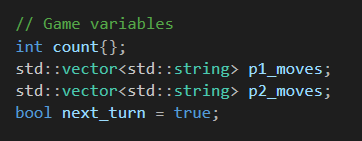 // Game variables
int count{};
std::vector<std::string> p1_moves;
std::vector<std::string> p2_moves;
bool next_turn = true;